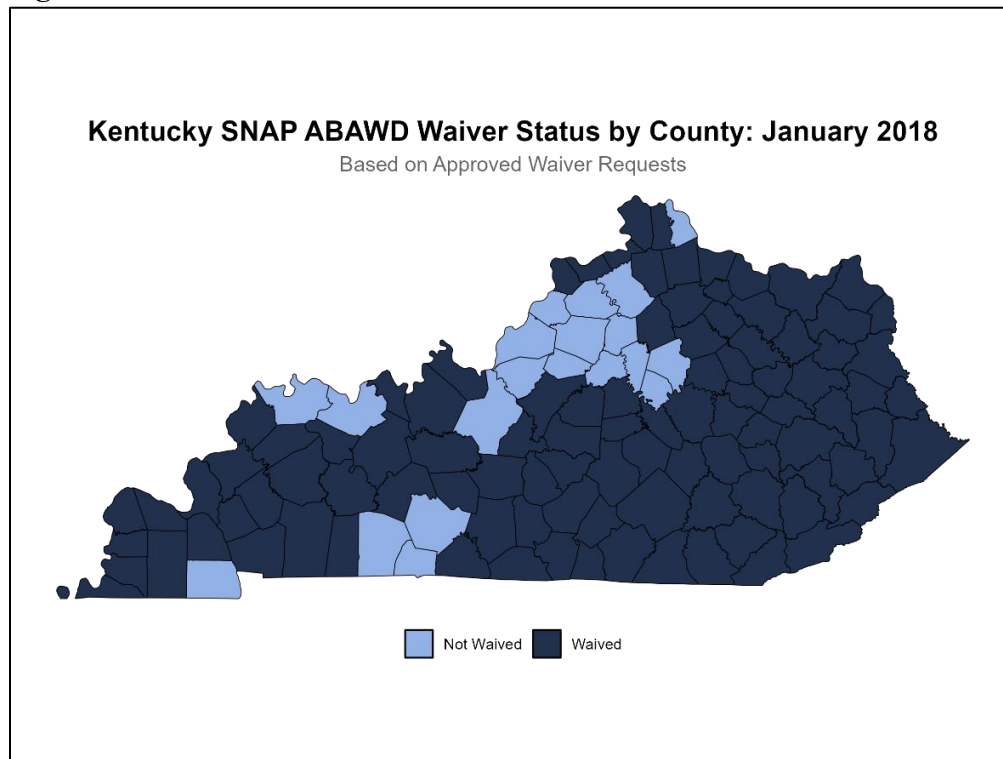 Kentucky SNAP ABAWD Waiver Status by County: January 2018
Based on Approved Waiver Requests
Not Waived Waived